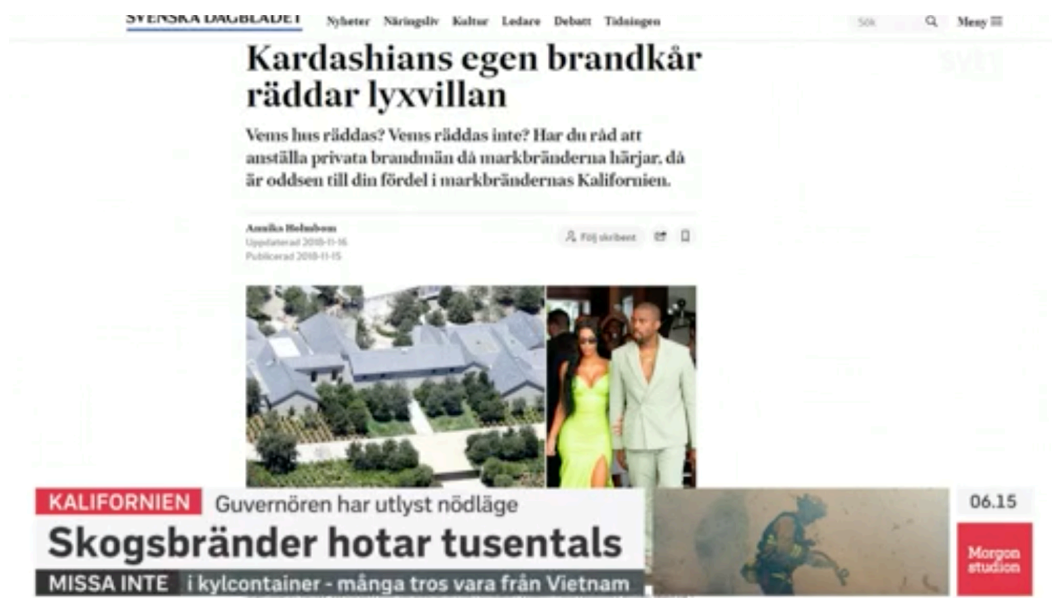 SVENSKA DAGBLADET
Nyheter Näringsliv Kultur Ledare Debatt Tidningen
Sök
Meny
svt
Kardashians egen brandkår
räddar lyxvillan
Vems hus räddas? Vems räddas inte? Har du råd att
anställa privata brandmän då markbränderna härjar, då
är oddsen till din fördel i markbrändernas Kalifornien.
Annika Holmbom
Uppdaterad 2018-11-16
Publicerad 2018-11-15
Följ skribent
KALIFORNIEN Guvernören har utlyst nödläge
06.15
Skogsbränder hotar tusentals
Morgon
studion
MISSA INTE i kylcontainer - många tros vara från Vietnam